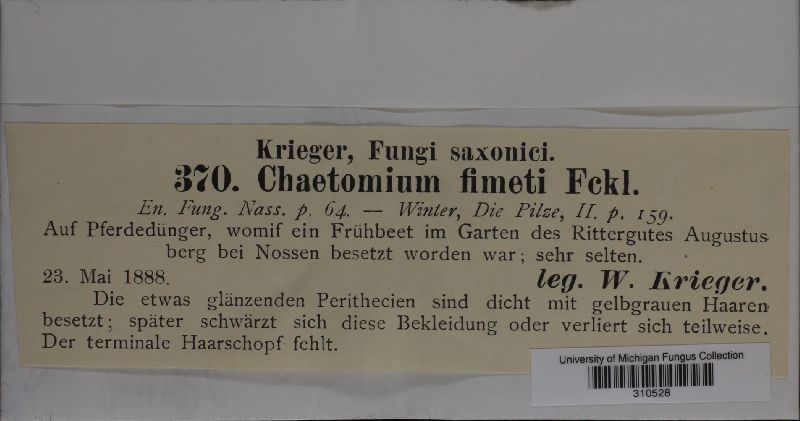 Krieger, Fungi saxonici.
370. Chaetomium fimeti Fckl.
En. Fung. Nass. p. 64. — Winter, Die Pilze, II. p. 159.
Auf Pferdedünger, womif ein Frühbeet im Garten des Rittergutes Augustus
berg bei Nossen besetzt worden war; sehr selten.
23. Mai 1888. leg. W. Krieger.
Die etwas glänzenden Perithecien sind dicht mit gelbgrauen Haaren
besetzt; später schwärzt sich diese Bekleidung oder verliert sich teilweise.
Der terminale Haarschopf fehlt.
University of Michigan Fungus Collection
310528